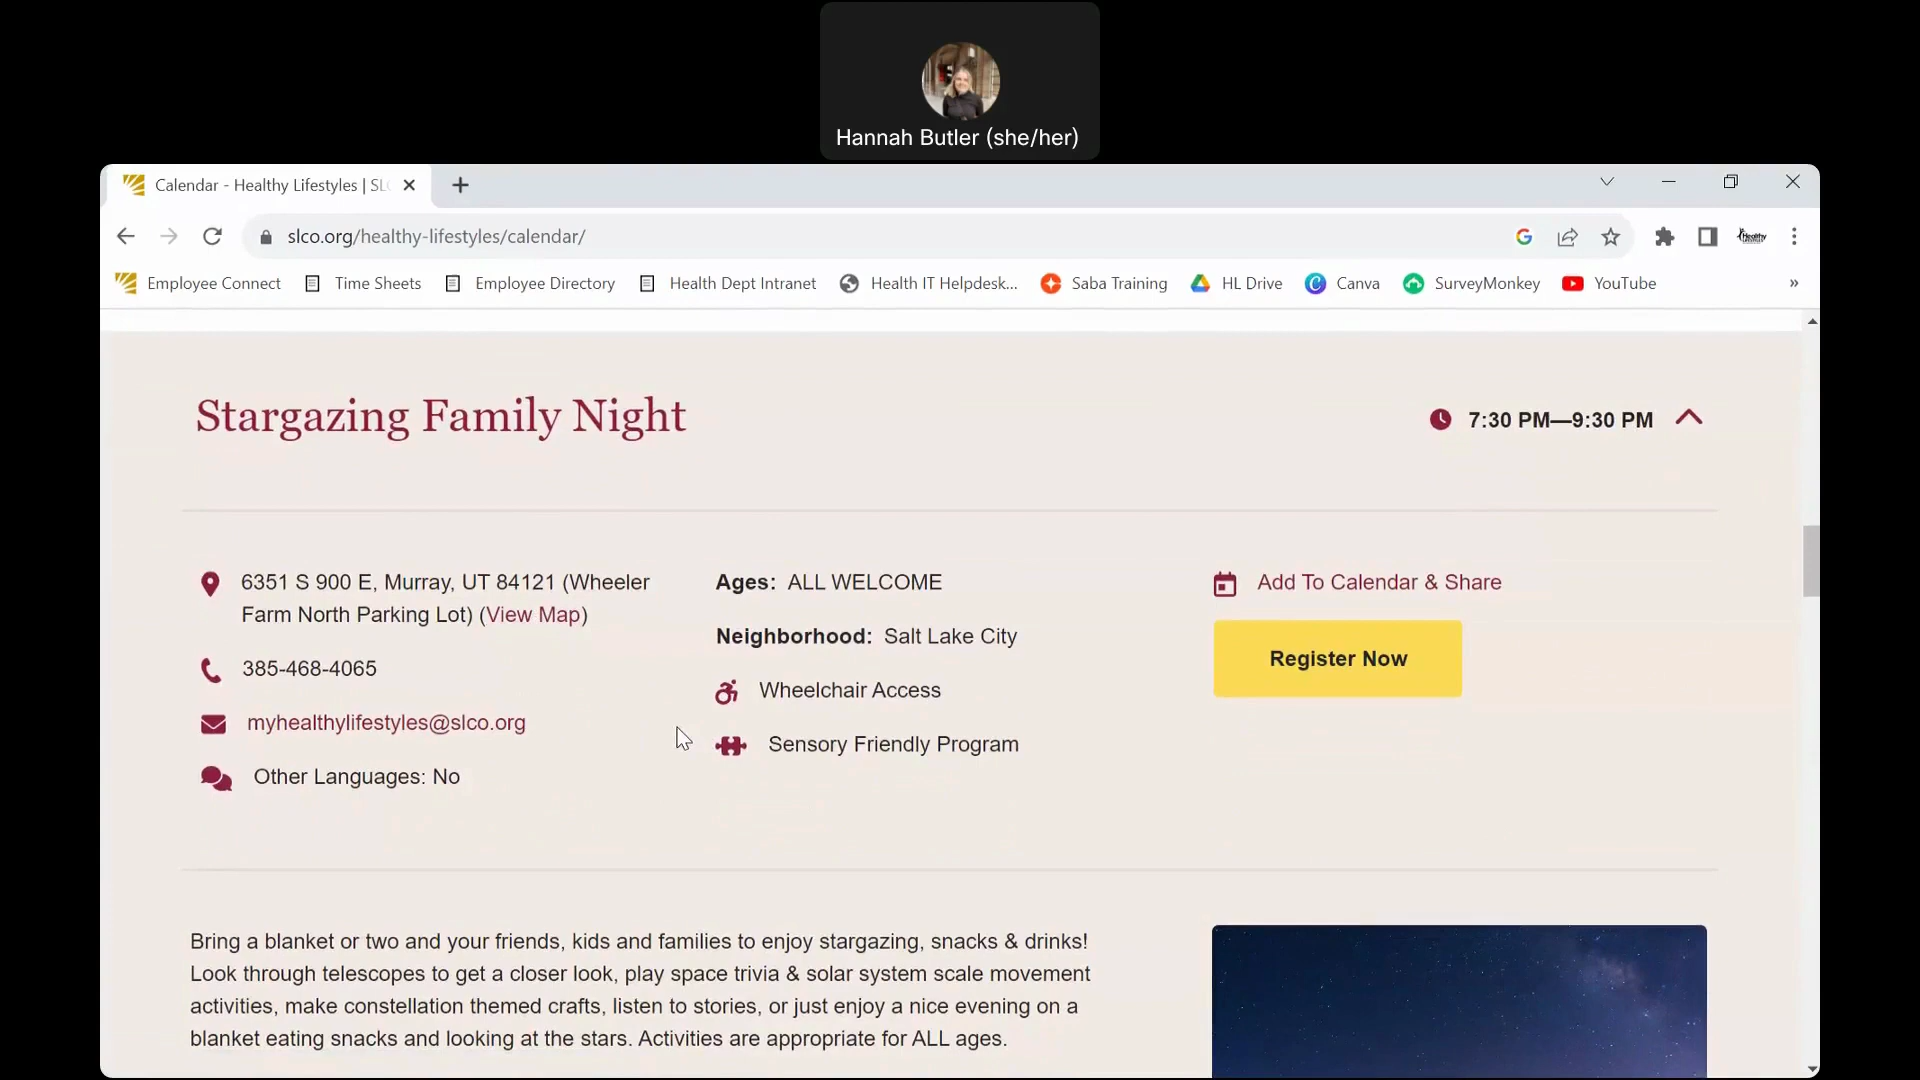 Hannah Butler (she/her)
Calendar - Healthy Lifestyles | SLC
slco.org/healthy-lifestyles/calendar/
Employee Connect
Time Sheets
Employee Directory
Health Dept Intranet
Health IT Helpdesk...
Saba Training
HL Drive
Canva
SurveyMonkey
YouTube
»
Stargazing Family Night
7:30 PM—9:30 PM
6351 S 900 E, Murray, UT 84121 (Wheeler
Farm North Parking Lot) (View Map)
385-468-4065
myhealthylifestyles@slco.org
Other Languages: No
Ages: ALL WELCOME
Neighborhood: Salt Lake City
Wheelchair Access
Sensory Friendly Program
Add To Calendar & Share
Register Now
Bring a blanket or two and your friends, kids and families to enjoy stargazing, snacks & drinks!
Look through telescopes to get a closer look, play space trivia & solar system scale movement
activities, make constellation themed crafts, listen to stories, or just enjoy a nice evening on a
blanket eating snacks and looking at the stars. Activities are appropriate for ALL ages.